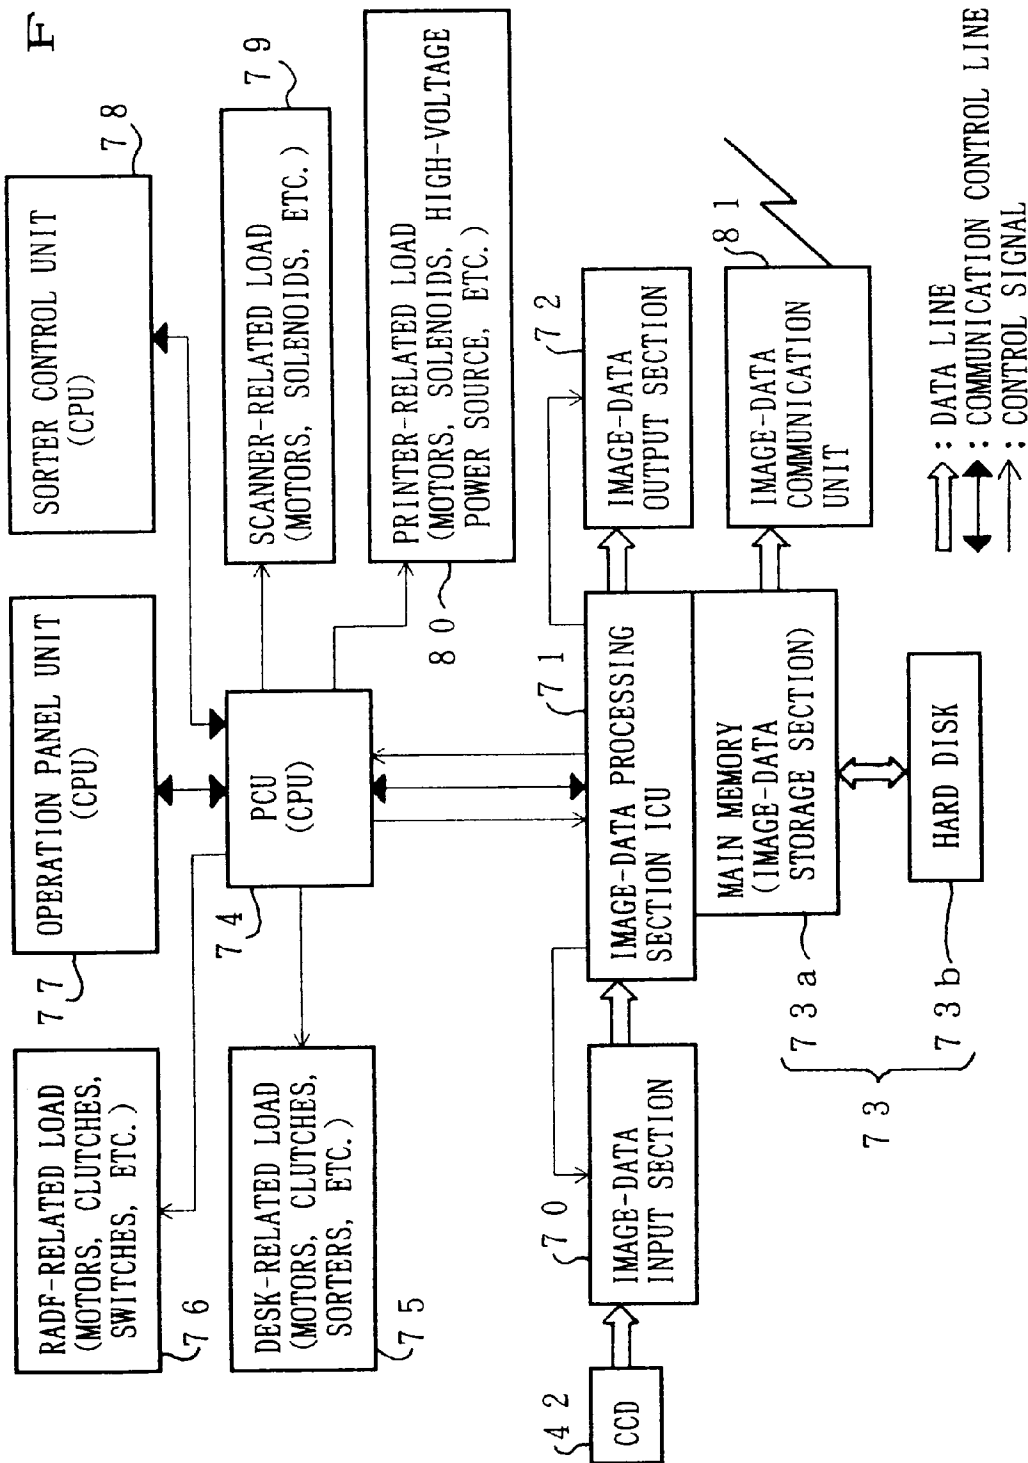 F
RADF-RELATED LOAD
(MOTORS, CLUTCHES,
SWITCHES, ETC.)
76
OPERATION PANEL UNIT
(CPU)
77
SORTER CONTROL UNIT
(CPU)
78
DESK-RELATED LOAD
(MOTORS, CLUTCHES,
SORTERS, ETC.)
75
PCU
(CPU)
74
SCANNER-RELATED LOAD
(MOTORS, SOLENOIDS, ETC.)
79
PRINTER-RELATED LOAD
(MOTORS, SOLENOIDS, HIGH-VOLTAGE
POWER SOURCE, ETC.)
80
CCD
42
IMAGE-DATA
INPUT SECTION
70
IMAGE-DATA PROCESSING
SECTION ICU
71
IMAGE-DATA
OUTPUT SECTION
72
MAIN MEMORY
(IMAGE-DATA
STORAGE SECTION)
73a
IMAGE-DATA
COMMUNICATION
UNIT
81
HARD DISK
73b
73
: DATA LINE
: COMMUNICATION CONTROL LINE
: CONTROL SIGNAL